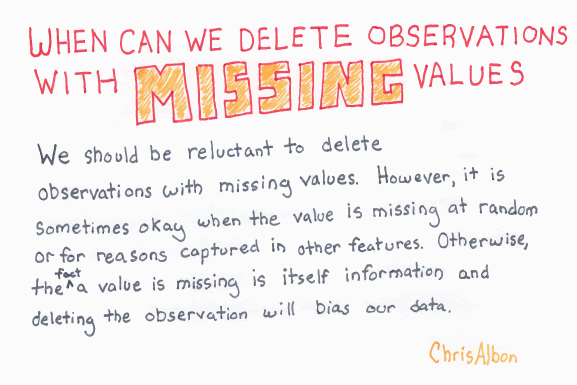 WHEN CAN WE DELETE OBSERVATIONS
WITH MISSING VALUES
We should be reluctant to delete
observations with missing values. However, it is
sometimes okay when the value is missing at random
or for reasons captured in other features. Otherwise,
the fact a value is missing is itself information and
deleting the observation will bias our data.
Chris Albon